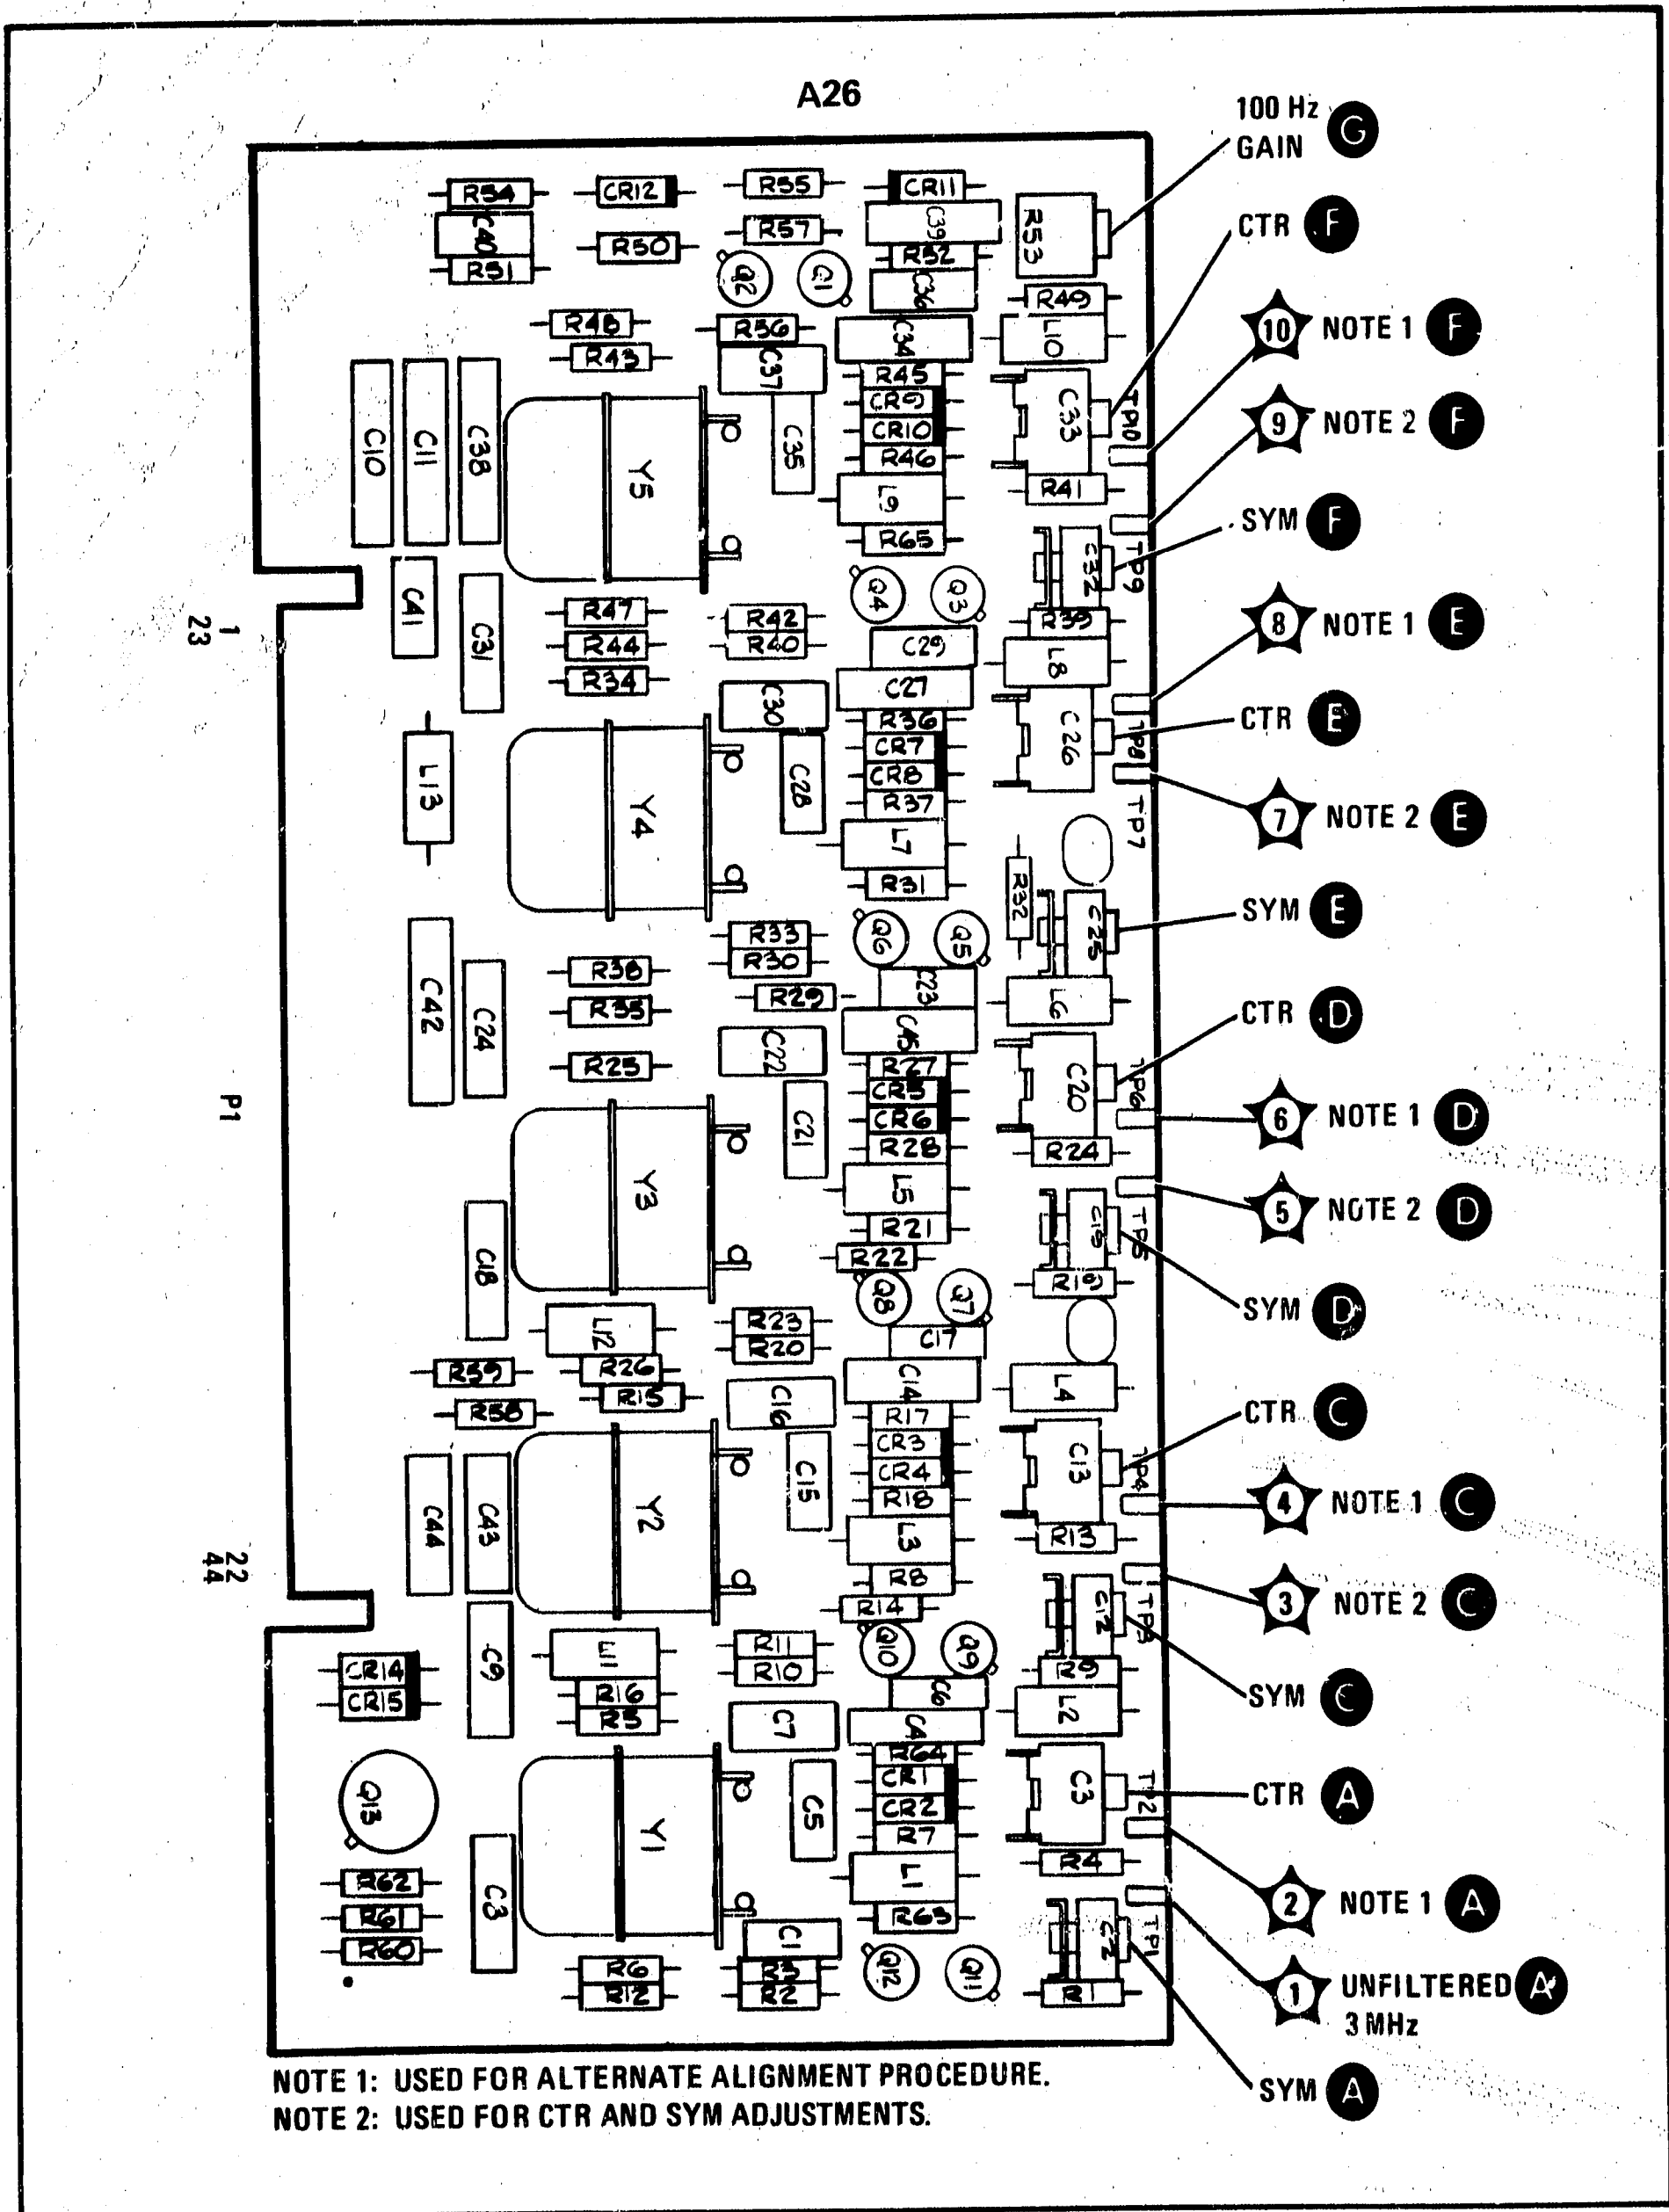 A26
100 Hz
GAIN G
CTR F
10 NOTE 1 F
9 NOTE 2 F
SYM F
8 NOTE 1 E
CTR E
7 NOTE 2 E
SYM E
CTR D
6 NOTE 1 D
5 NOTE 2 D
SYM D
CTR C
4 NOTE 1 C
3 NOTE 2 C
SYM C
CTR A
2 NOTE 1 A
1 UNFILTERED A
3 MHz
SYM A
R54 CR12 R55 CR11
C40 R50 R57 C39 R53
R51 Q2 Q1 R52
C36 R49
R48 R56 C34 L10
R43 C37 R45
CR9 C33 TP10
C10 C11 C38 Y5 C35 CR10
R46
L9 R41
R65
C32 TP9
C41 C31 R47 Q4 Q3
1
23
R42 R39
R44 R40 C29 L8
R34 C27
C30 R36 C26 TP8
L13 Y4 C28 CR7
CR8
R37 TP7
L7
R31 R32
C25
R33 Q6 Q5
R30
R38 R29 C23 L6
C42 C24 R35 C45
R25 C22 R27 C20 TP6
P1
CR5
C21 CR6
R28 R24
Y3 L5
R21 TP5
C18 R22 R19
Q8 Q7
L12 R23 C17
R20
R59 R26 C14 L4
R15 C16
R58 R17
CR3 C13 TP4
C44 C43 Y2 C15 CR4
R18
22
44
L3 R13
R8
R14 C12 TP3
C9 R11 Q10 Q9
CR14 R10 R9
CR15 R16 C6 L2
R5 C7 C4
R64
CR1 C3 TP2
Q13 Y1 C5 CR2
R7
R4
R62 C3 L1
R61 R63 C2 TP1
R60 C1
R6 R3 Q12 Q11
R12 R2 R1
NOTE 1: USED FOR ALTERNATE ALIGNMENT PROCEDURE.
NOTE 2: USED FOR CTR AND SYM ADJUSTMENTS.